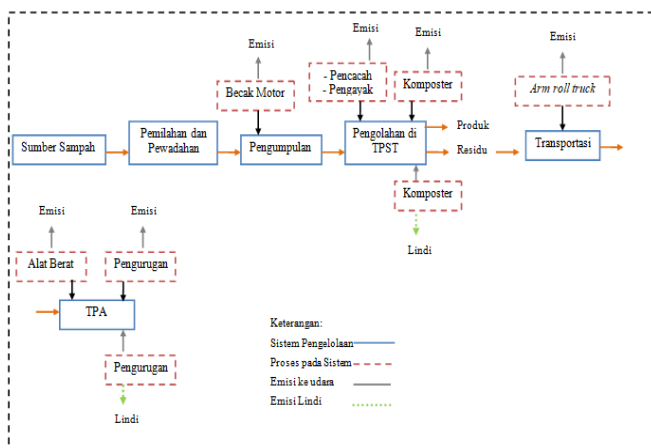 Emisi
Emisi
Emisi
Emisi
Becak Motor
- Pencacah
- Pengayak
Komposter
Arm roll truck
Sumber Sampah
Pemilahan dan
Pewadahan
Pengumpulan
Pengolahan di
TPST
Produk
Residu
Transportasi
Komposter
Lindi
Emisi
Emisi
Alat Berat
Pengurugan
TPA
Pengurugan
Lindi
Keterangan:
Sistem Pengelolaan
Proses pada Sistem
Emisi ke udara
Emisi Lindi